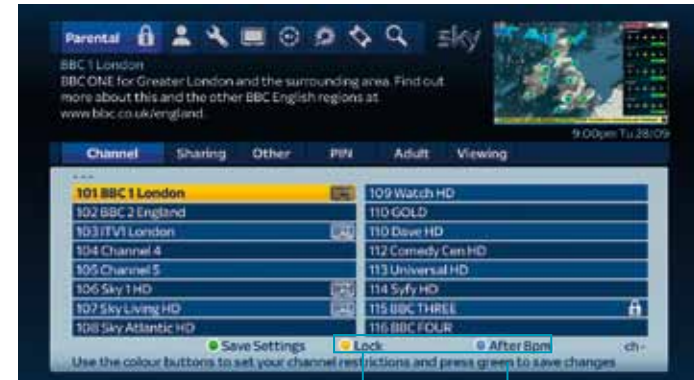 Parental
sky
BBC 1 London
BBC ONE for Greater London and the surrounding area. Find out
more about this and the other BBC English regions at
www.bbc.co.uk/england.
9.00pm Tu 28/09
Channel Sharing Other PIN Adult Viewing
---
101 BBC 1 London
102 BBC 2 England
103 ITV1 London
104 Channel 4
105 Channel 5
106 Sky 1 HD
107 Sky Living HD
108 Sky Atlantic HD
109 Watch HD
110 GOLD
110 Dave HD
112 Comedy Cen HD
113 Universal HD
114 Syfy HD
115 BBC THREE
116 BBC FOUR
Save Settings Lock After 8pm ch-
Use the colour buttons to set your channel restrictions and press green to save changes